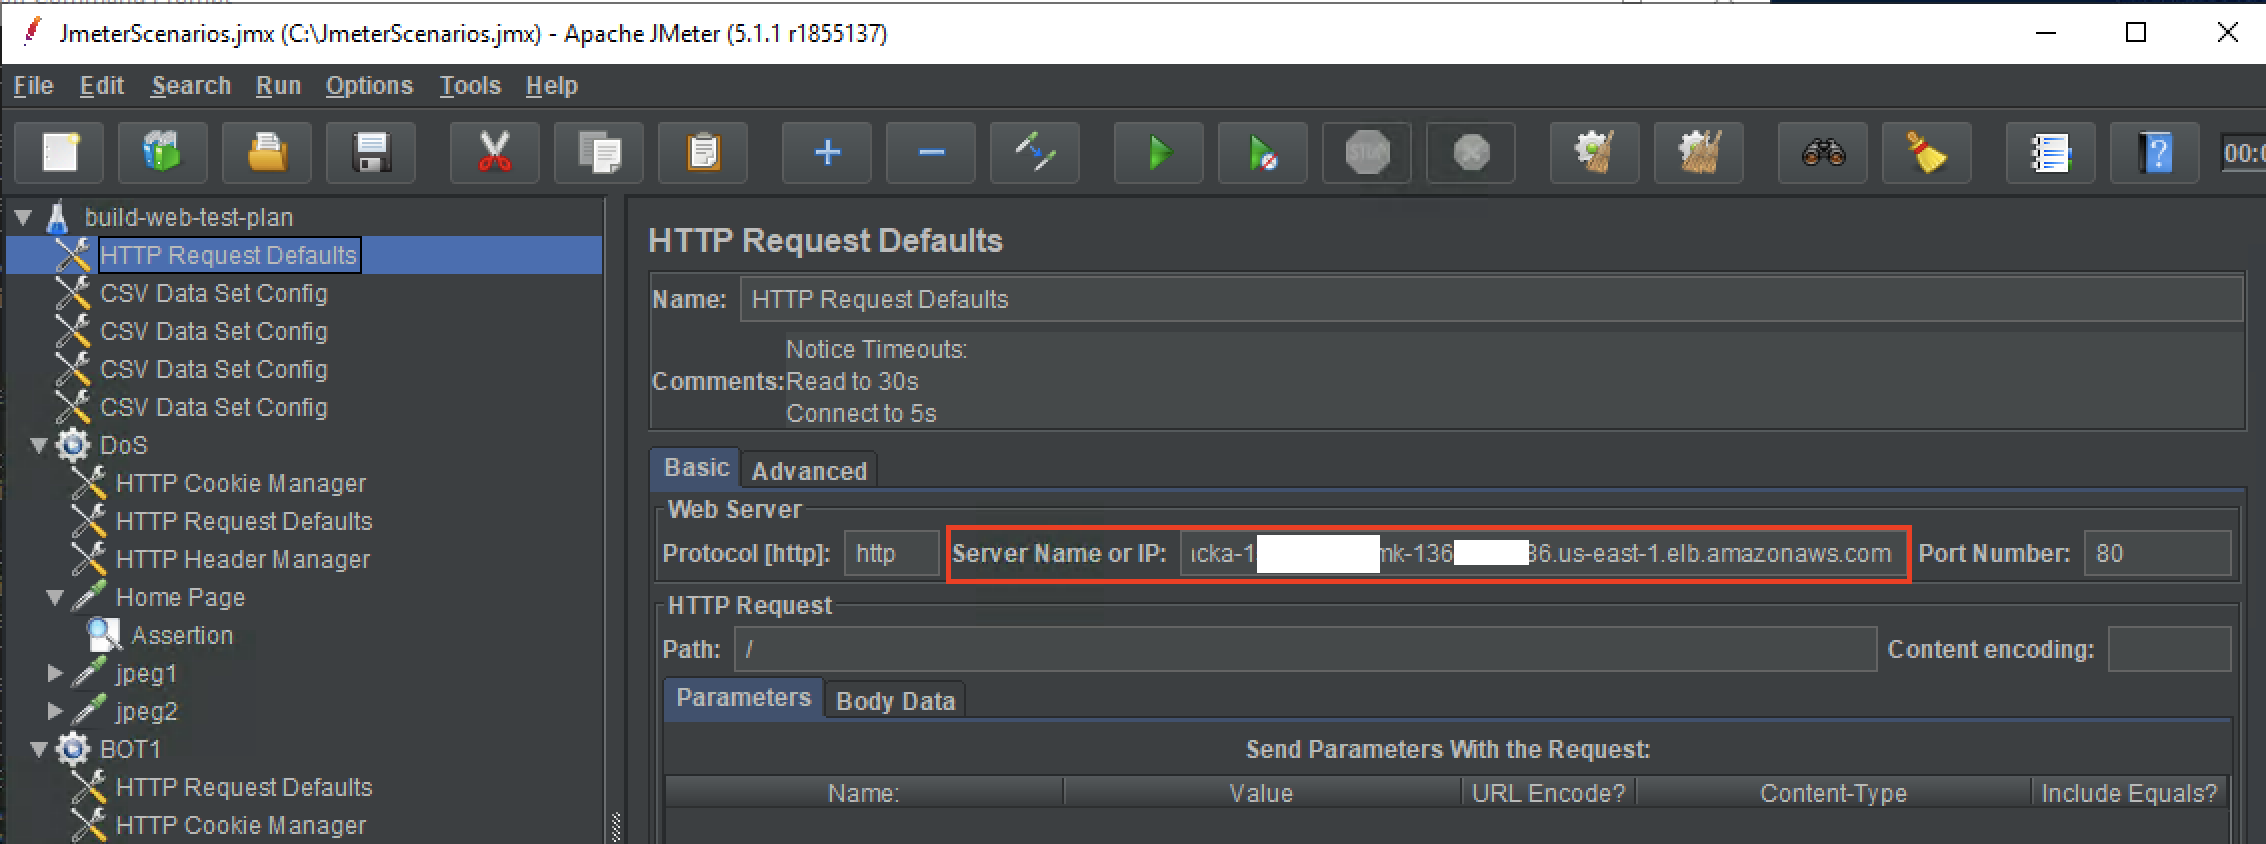 JmeterScenarios.jmx (C:\JmeterScenarios.jmx) - Apache JMeter (5.1.1 r1855137)
File Edit Search Run Options Tools Help
STOP
00:0
build-web-test-plan
HTTP Request Defaults
CSV Data Set Config
CSV Data Set Config
CSV Data Set Config
CSV Data Set Config
DoS
HTTP Cookie Manager
HTTP Request Defaults
HTTP Header Manager
Home Page
Assertion
jpeg1
jpeg2
BOT1
HTTP Request Defaults
HTTP Cookie Manager
HTTP Request Defaults
Name: HTTP Request Defaults
Comments: Notice Timeouts:
Read to 30s
Connect to 5s
Basic Advanced
Web Server
Protocol [http]: http Server Name or IP: cka-1 mk-136 36.us-east-1.elb.amazonaws.com Port Number: 80
HTTP Request
Path: / Content encoding:
Parameters Body Data
Send Parameters With the Request:
Name: Value URL Encode? Content-Type Include Equals?